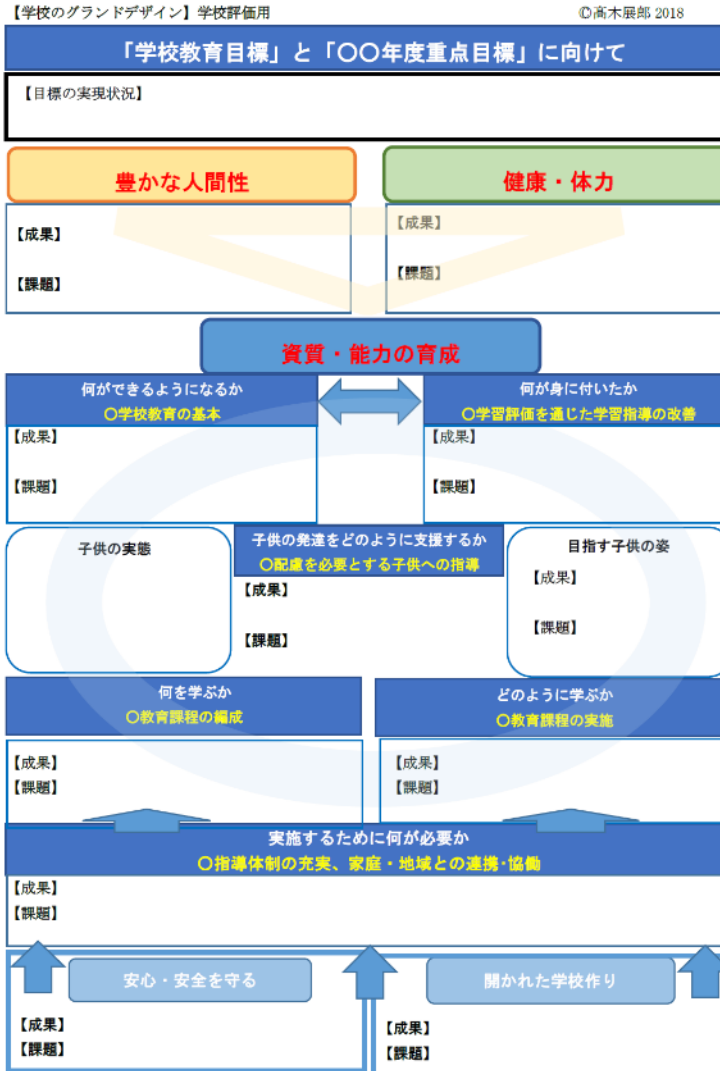 【学校のグランドデザイン】学校評価用
©髙木展郎 2018
「学校教育目標」と「〇〇年度重点目標」に向けて
【目標の実現状況】
豊かな人間性
健康・体力
【成果】
【課題】
【成果】
【課題】
資質・能力の育成
何ができるようになるか
〇学校教育の基本
何が身に付いたか
〇学習評価を通じた学習指導の改善
【成果】
【課題】
【成果】
【課題】
子供の実態
子供の発達をどのように支援するか
〇配慮を必要とする子供への指導
【成果】
【課題】
目指す子供の姿
【成果】
【課題】
何を学ぶか
〇教育課程の編成
どのように学ぶか
〇教育課程の実施
【成果】
【課題】
【成果】
【課題】
実施するために何が必要か
〇指導体制の充実、家庭・地域との連携・協働
【成果】
【課題】
安心・安全を守る
開かれた学校作り
【成果】
【課題】
【成果】
【課題】